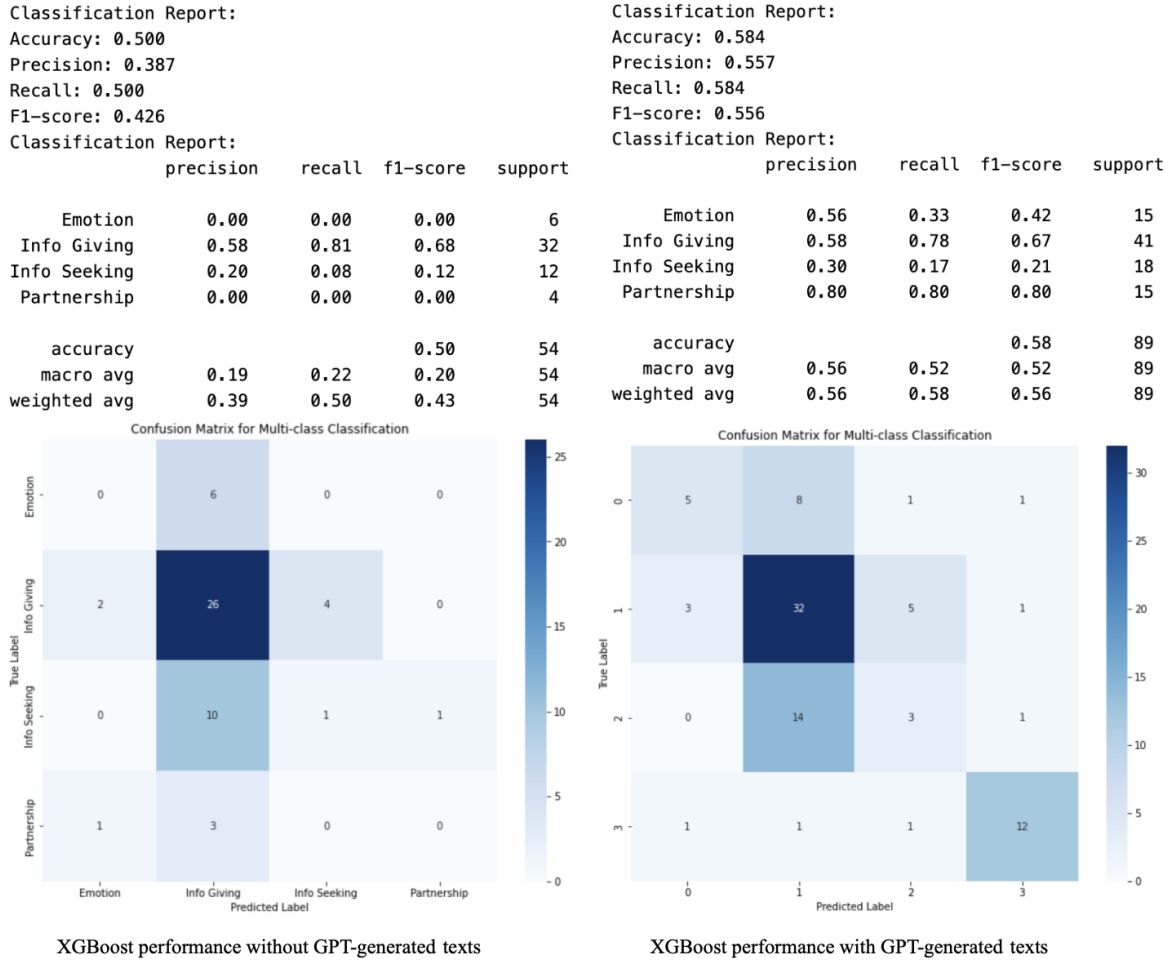 Classification Report:
Accuracy: 0.500
Precision: 0.387
Recall: 0.500
F1-score: 0.426
Classification Report:
precision recall f1-score support
Emotion 0.00 0.00 0.00 6
Info Giving 0.58 0.81 0.68 32
Info Seeking 0.20 0.08 0.12 12
Partnership 0.00 0.00 0.00 4
accuracy 0.50 54
macro avg 0.19 0.22 0.20 54
weighted avg 0.39 0.50 0.43 54
Confusion Matrix for Multi-class Classification
True Label
Emotion 0 6 0 0
Info Giving 2 26 4 0
Info Seeking 0 10 1 1
Partnership 1 3 0 0
Emotion Info Giving Info Seeking Partnership
Predicted Label
25
20
15
10
5
0
XGBoost performance without GPT-generated texts
Classification Report:
Accuracy: 0.584
Precision: 0.557
Recall: 0.584
F1-score: 0.556
Classification Report:
precision recall f1-score support
Emotion 0.56 0.33 0.42 15
Info Giving 0.58 0.78 0.67 41
Info Seeking 0.30 0.17 0.21 18
Partnership 0.80 0.80 0.80 15
accuracy 0.58 89
macro avg 0.56 0.52 0.52 89
weighted avg 0.56 0.58 0.56 89
Confusion Matrix for Multi-class Classification
True Label
0 5 8 1 1
1 3 32 5 1
2 0 14 3 1
3 1 1 1 12
0 1 2 3
Predicted Label
30
25
20
15
10
5
0
XGBoost performance with GPT-generated texts